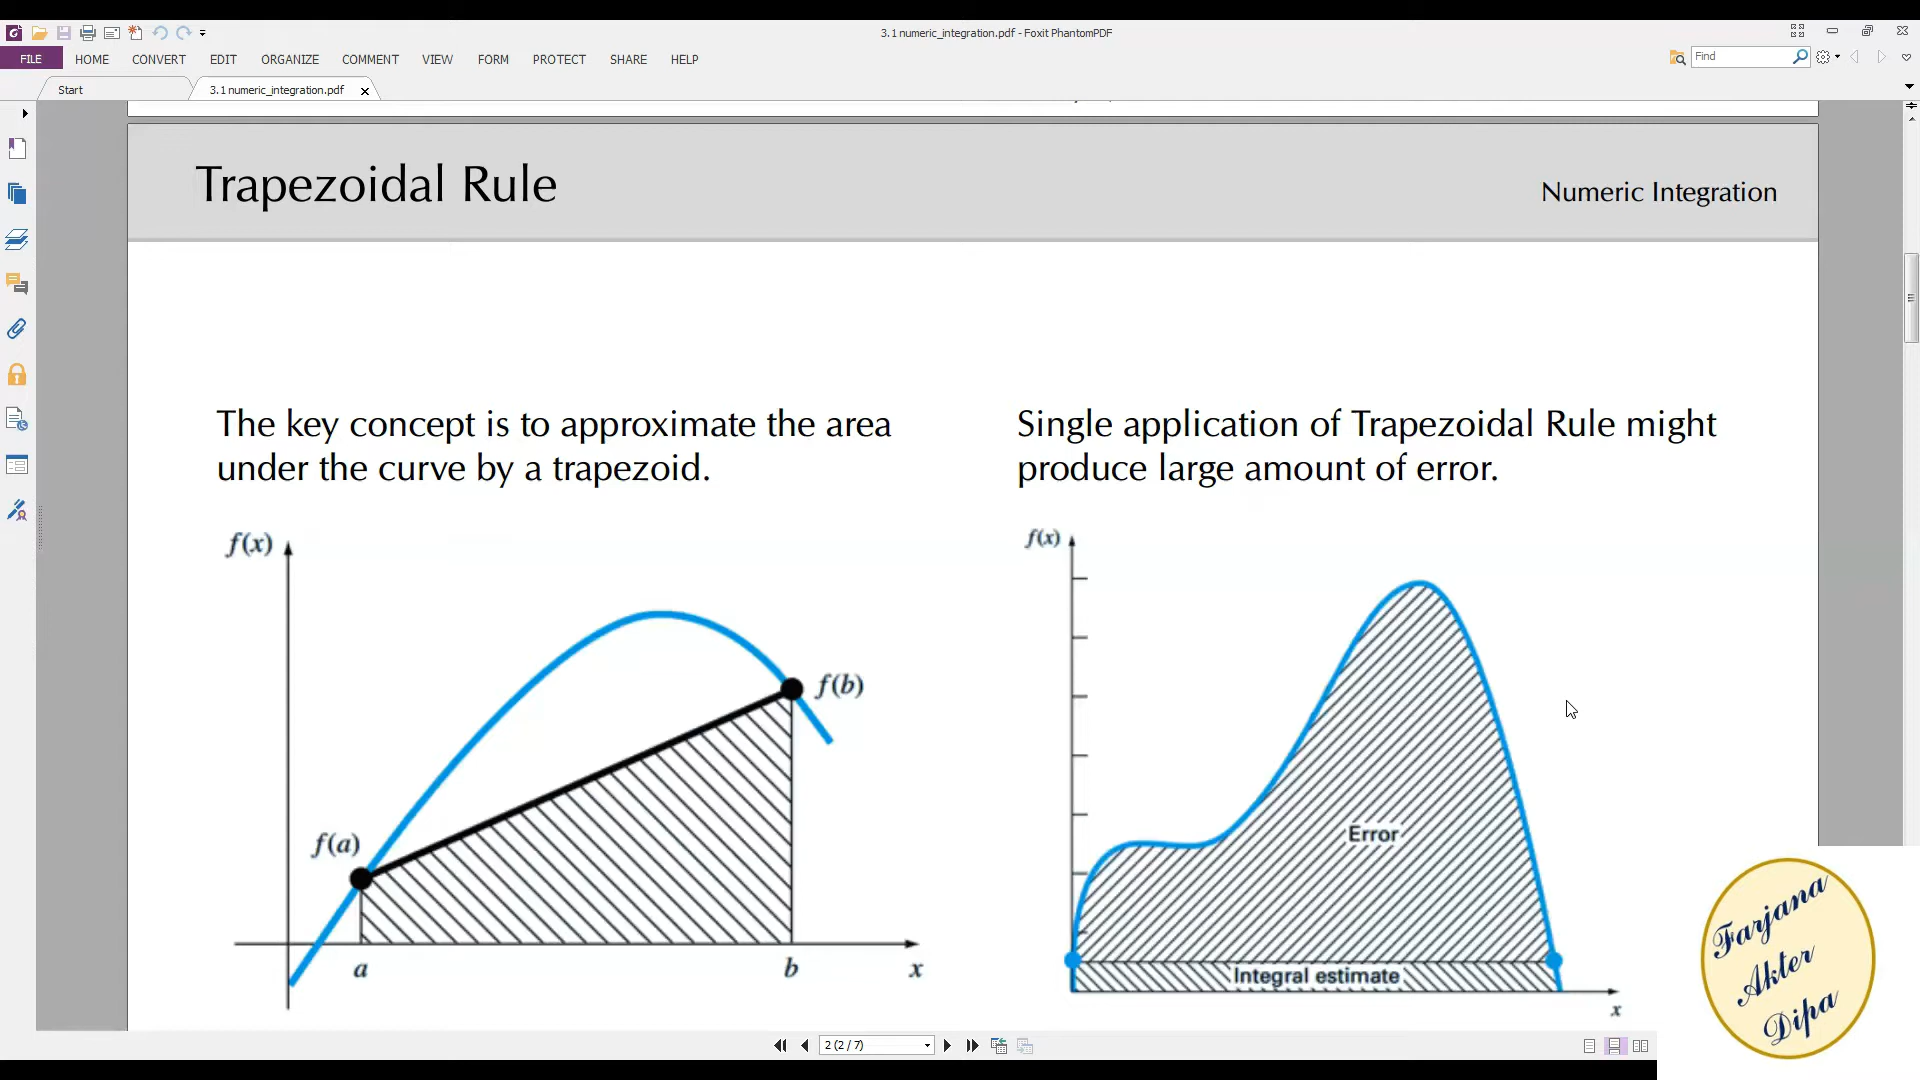 3.1 numeric_integration.pdf - Foxit PhantomPDF
FILE HOME CONVERT EDIT ORGANIZE COMMENT VIEW FORM PROTECT SHARE HELP
Find
Start
3.1 numeric_integration.pdf
Trapezoidal Rule
Numeric Integration
The key concept is to approximate the area
under the curve by a trapezoid.
f(x)
f(b)
f(a)
a
b
x
Single application of Trapezoidal Rule might
produce large amount of error.
f(x)
Error
Integral estimate
x
Farjana
Akter
Dipa
2 (2 / 7)